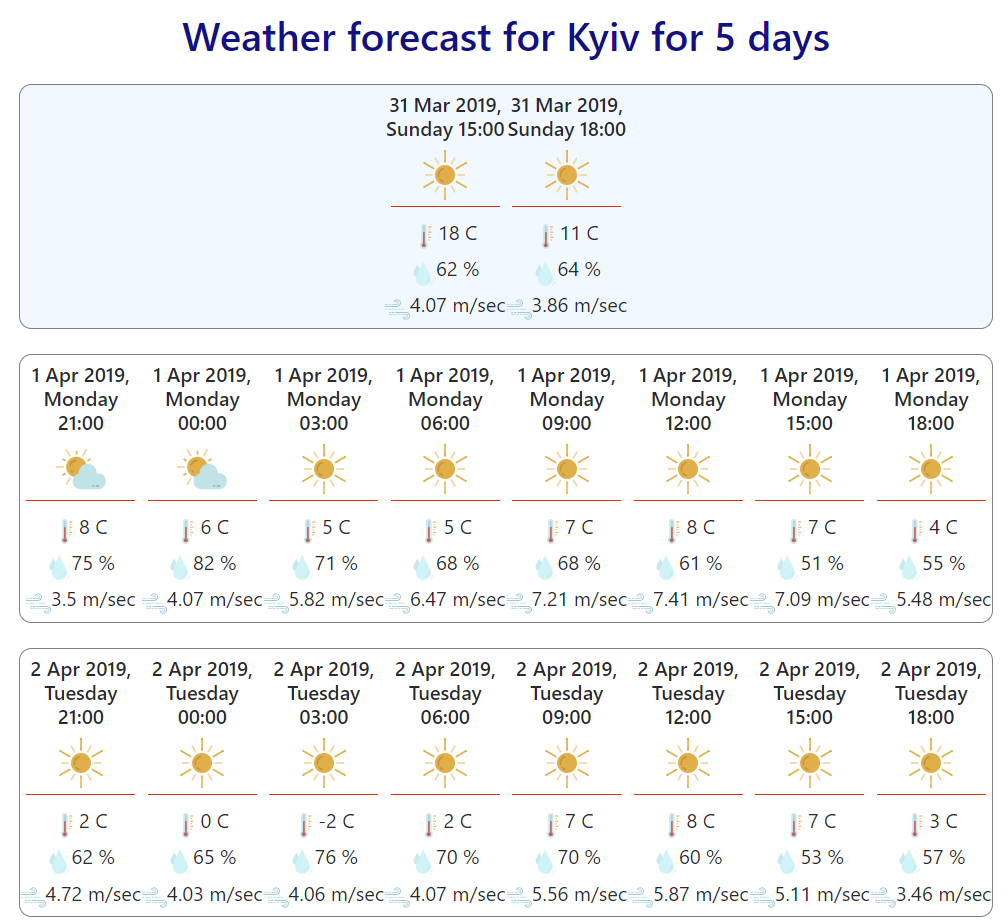 Weather forecast for Kyiv for 5 days
31 Mar 2019, 31 Mar 2019,
Sunday 15:00 Sunday 18:00
18 C 11 C
62 % 64 %
4.07 m/sec 3.86 m/sec
1 Apr 2019, 1 Apr 2019, 1 Apr 2019, 1 Apr 2019, 1 Apr 2019, 1 Apr 2019, 1 Apr 2019, 1 Apr 2019,
Monday Monday Monday Monday Monday Monday Monday Monday
21:00 00:00 03:00 06:00 09:00 12:00 15:00 18:00
8 C 6 C 5 C 5 C 7 C 8 C 7 C 4 C
75 % 82 % 71 % 68 % 68 % 61 % 51 % 55 %
3.5 m/sec 4.07 m/sec 5.82 m/sec 6.47 m/sec 7.21 m/sec 7.41 m/sec 7.09 m/sec 5.48 m/sec
2 Apr 2019, 2 Apr 2019, 2 Apr 2019, 2 Apr 2019, 2 Apr 2019, 2 Apr 2019, 2 Apr 2019, 2 Apr 2019,
Tuesday Tuesday Tuesday Tuesday Tuesday Tuesday Tuesday Tuesday
21:00 00:00 03:00 06:00 09:00 12:00 15:00 18:00
2 C 0 C -2 C 2 C 7 C 8 C 7 C 3 C
62 % 65 % 76 % 70 % 70 % 60 % 53 % 57 %
4.72 m/sec 4.03 m/sec 4.06 m/sec 4.07 m/sec 5.56 m/sec 5.87 m/sec 5.11 m/sec 3.46 m/sec